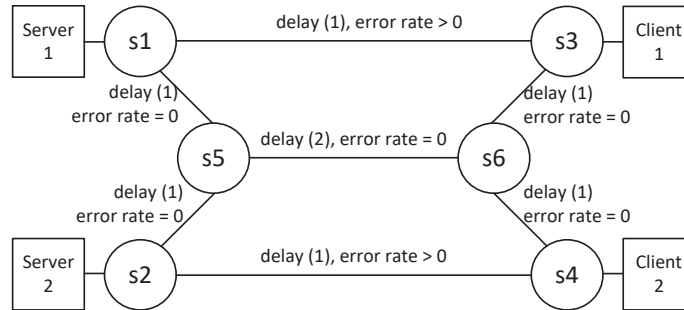 Server
1
s1
delay (1), error rate > 0
s3
Client
1
delay (1)
error rate = 0
delay (1)
error rate = 0
s5
delay (2), error rate = 0
s6
delay (1)
error rate = 0
delay (1)
error rate = 0
Server
2
s2
delay (1), error rate > 0
s4
Client
2